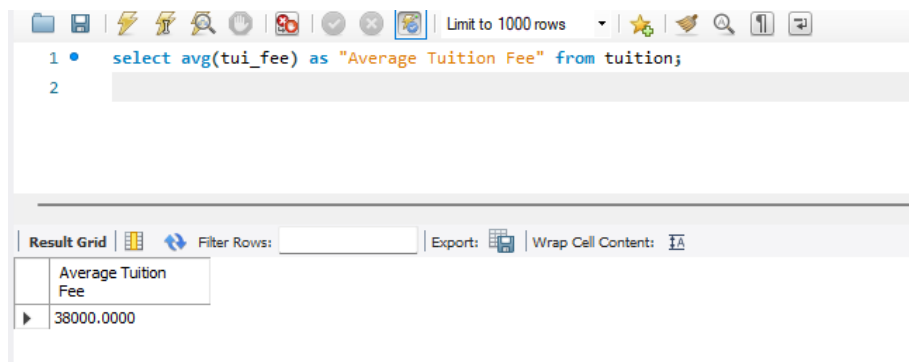 Limit to 1000 rows
1 select avg(tui_fee) as "Average Tuition Fee" from tuition;
2
Result Grid Filter Rows: Export: Wrap Cell Content: IA
Average Tuition
Fee
38000.0000